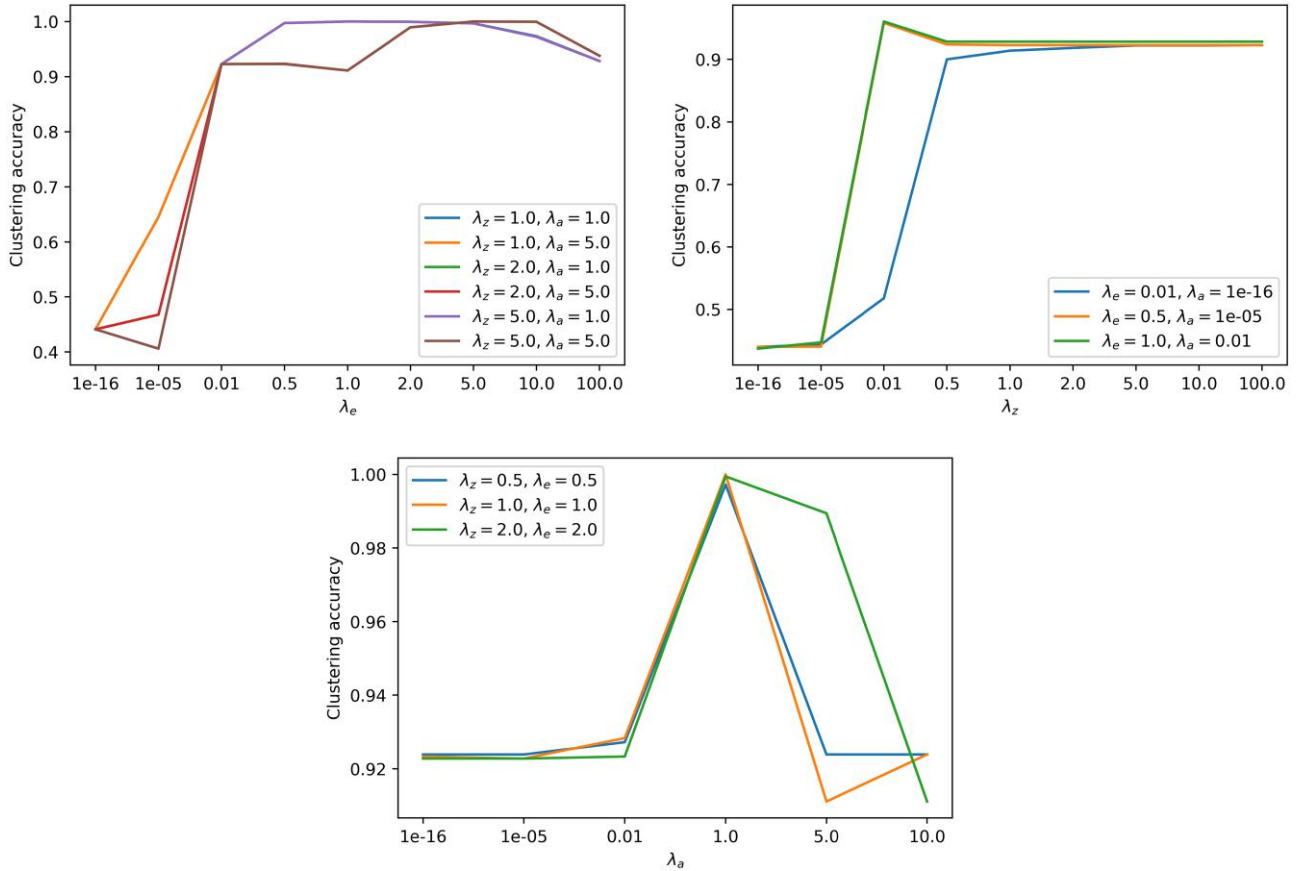 Clustering accuracy
1.0
0.9
0.8
0.7
0.6
0.5
0.4
λz = 1.0, λa = 1.0
λz = 1.0, λa = 5.0
λz = 2.0, λa = 1.0
λz = 2.0, λa = 5.0
λz = 5.0, λa = 1.0
λz = 5.0, λa = 5.0
1e-16 1e-05 0.01 0.5 1.0 2.0 5.0 10.0 100.0
λe
Clustering accuracy
0.9
0.8
0.7
0.6
0.5
λe = 0.01, λa = 1e-16
λe = 0.5, λa = 1e-05
λe = 1.0, λa = 0.01
1e-16 1e-05 0.01 0.5 1.0 2.0 5.0 10.0 100.0
λz
Clustering accuracy
1.00
0.98
0.96
0.94
0.92
λz = 0.5, λe = 0.5
λz = 1.0, λe = 1.0
λz = 2.0, λe = 2.0
1e-16 1e-05 0.01 1.0 5.0 10.0
λa